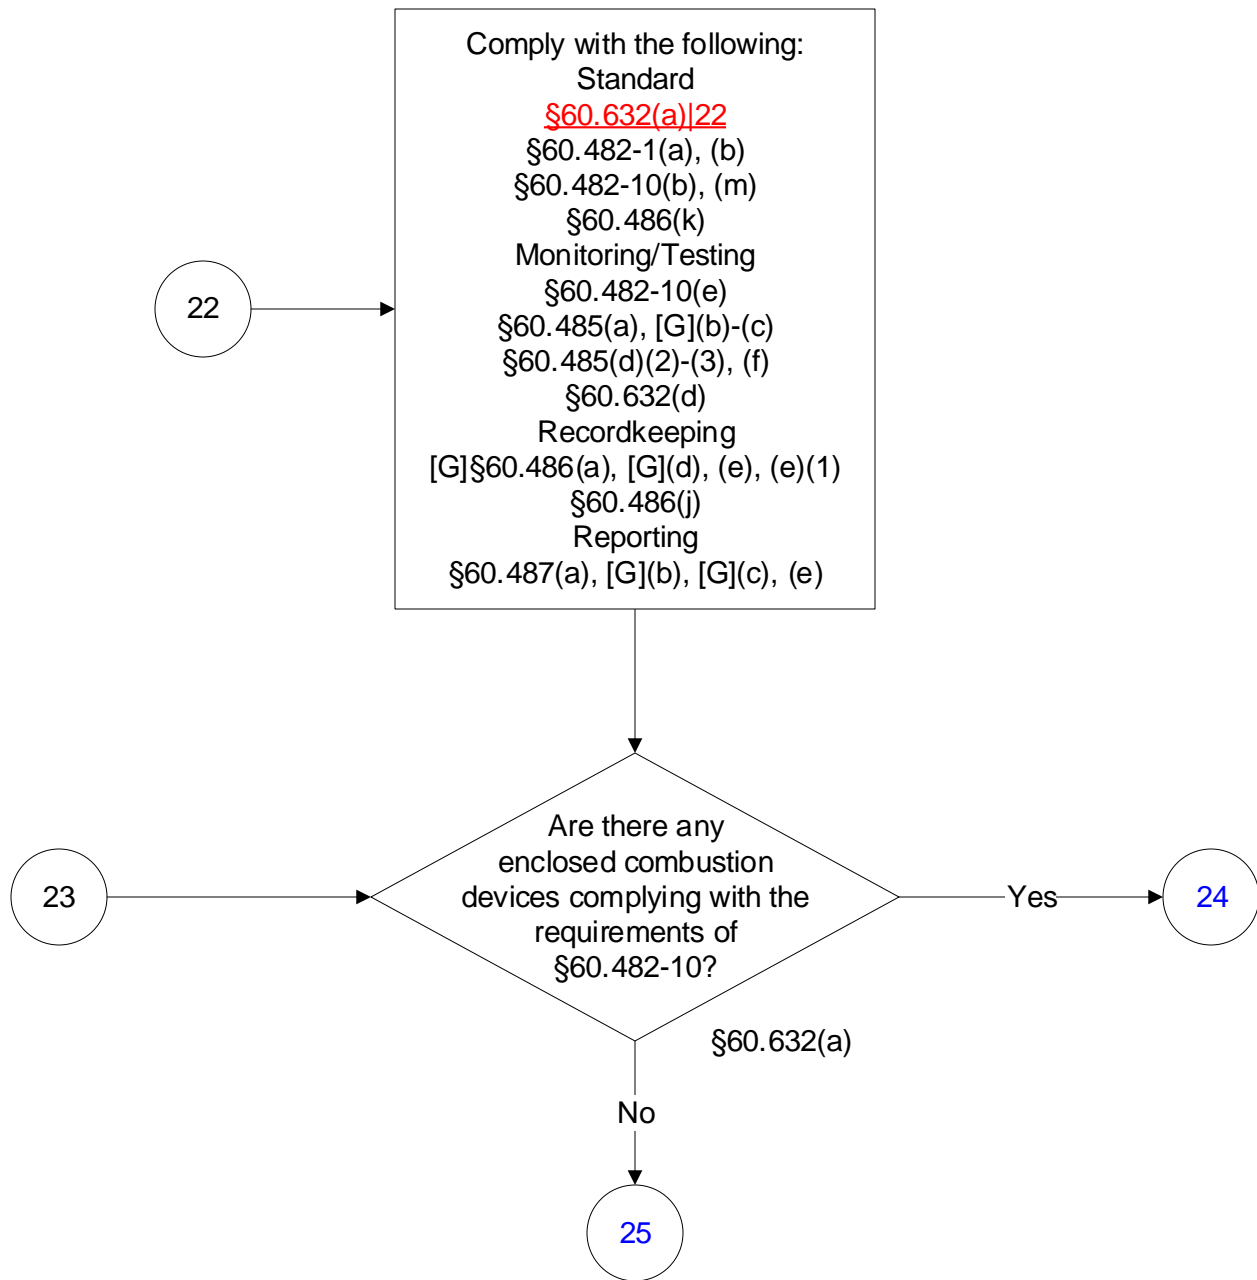 Comply with the following:
Standard
§60.632(a)|22
§60.482-1(a), (b)
§60.482-10(b), (m)
§60.486(k)
Monitoring/Testing
§60.482-10(e)
§60.485(a), [G](b)-(c)
§60.485(d)(2)-(3), (f)
§60.632(d)
Recordkeeping
[G]§60.486(a), [G](d), (e), (e)(1)
§60.486(j)
Reporting
§60.487(a), [G](b), [G](c), (e)
22
Are there any
enclosed combustion
devices complying with the
requirements of
§60.482-10?
23
Yes
24
§60.632(a)
No
25